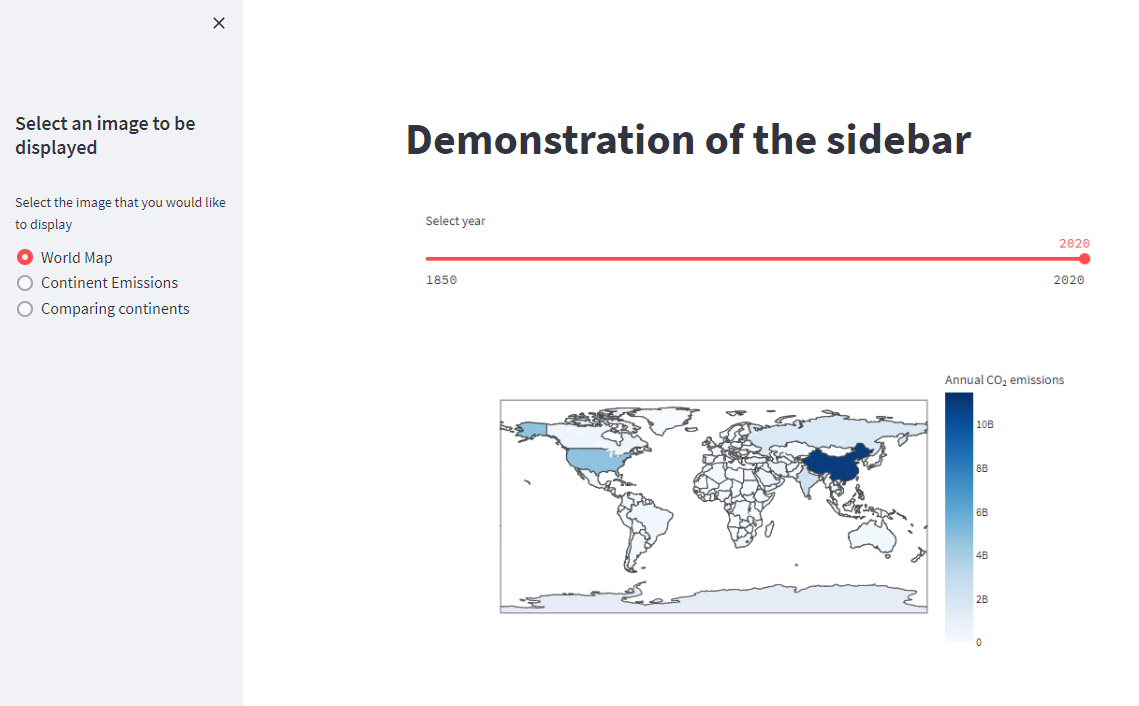 Select an image to be
displayed
Select the image that you would like
to display
World Map
Continent Emissions
Comparing continents
Demonstration of the sidebar
Select year
2020
1850
2020
Annual CO₂ emissions
10B
8B
6B
4B
2B
0